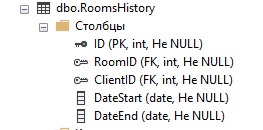 dbo.RoomsHistory
Столбцы
ID (PK, int, Не NULL)
RoomID (FK, int, Не NULL)
ClientID (FK, int, Не NULL)
DateStart (date, Не NULL)
DateEnd (date, Не NULL)